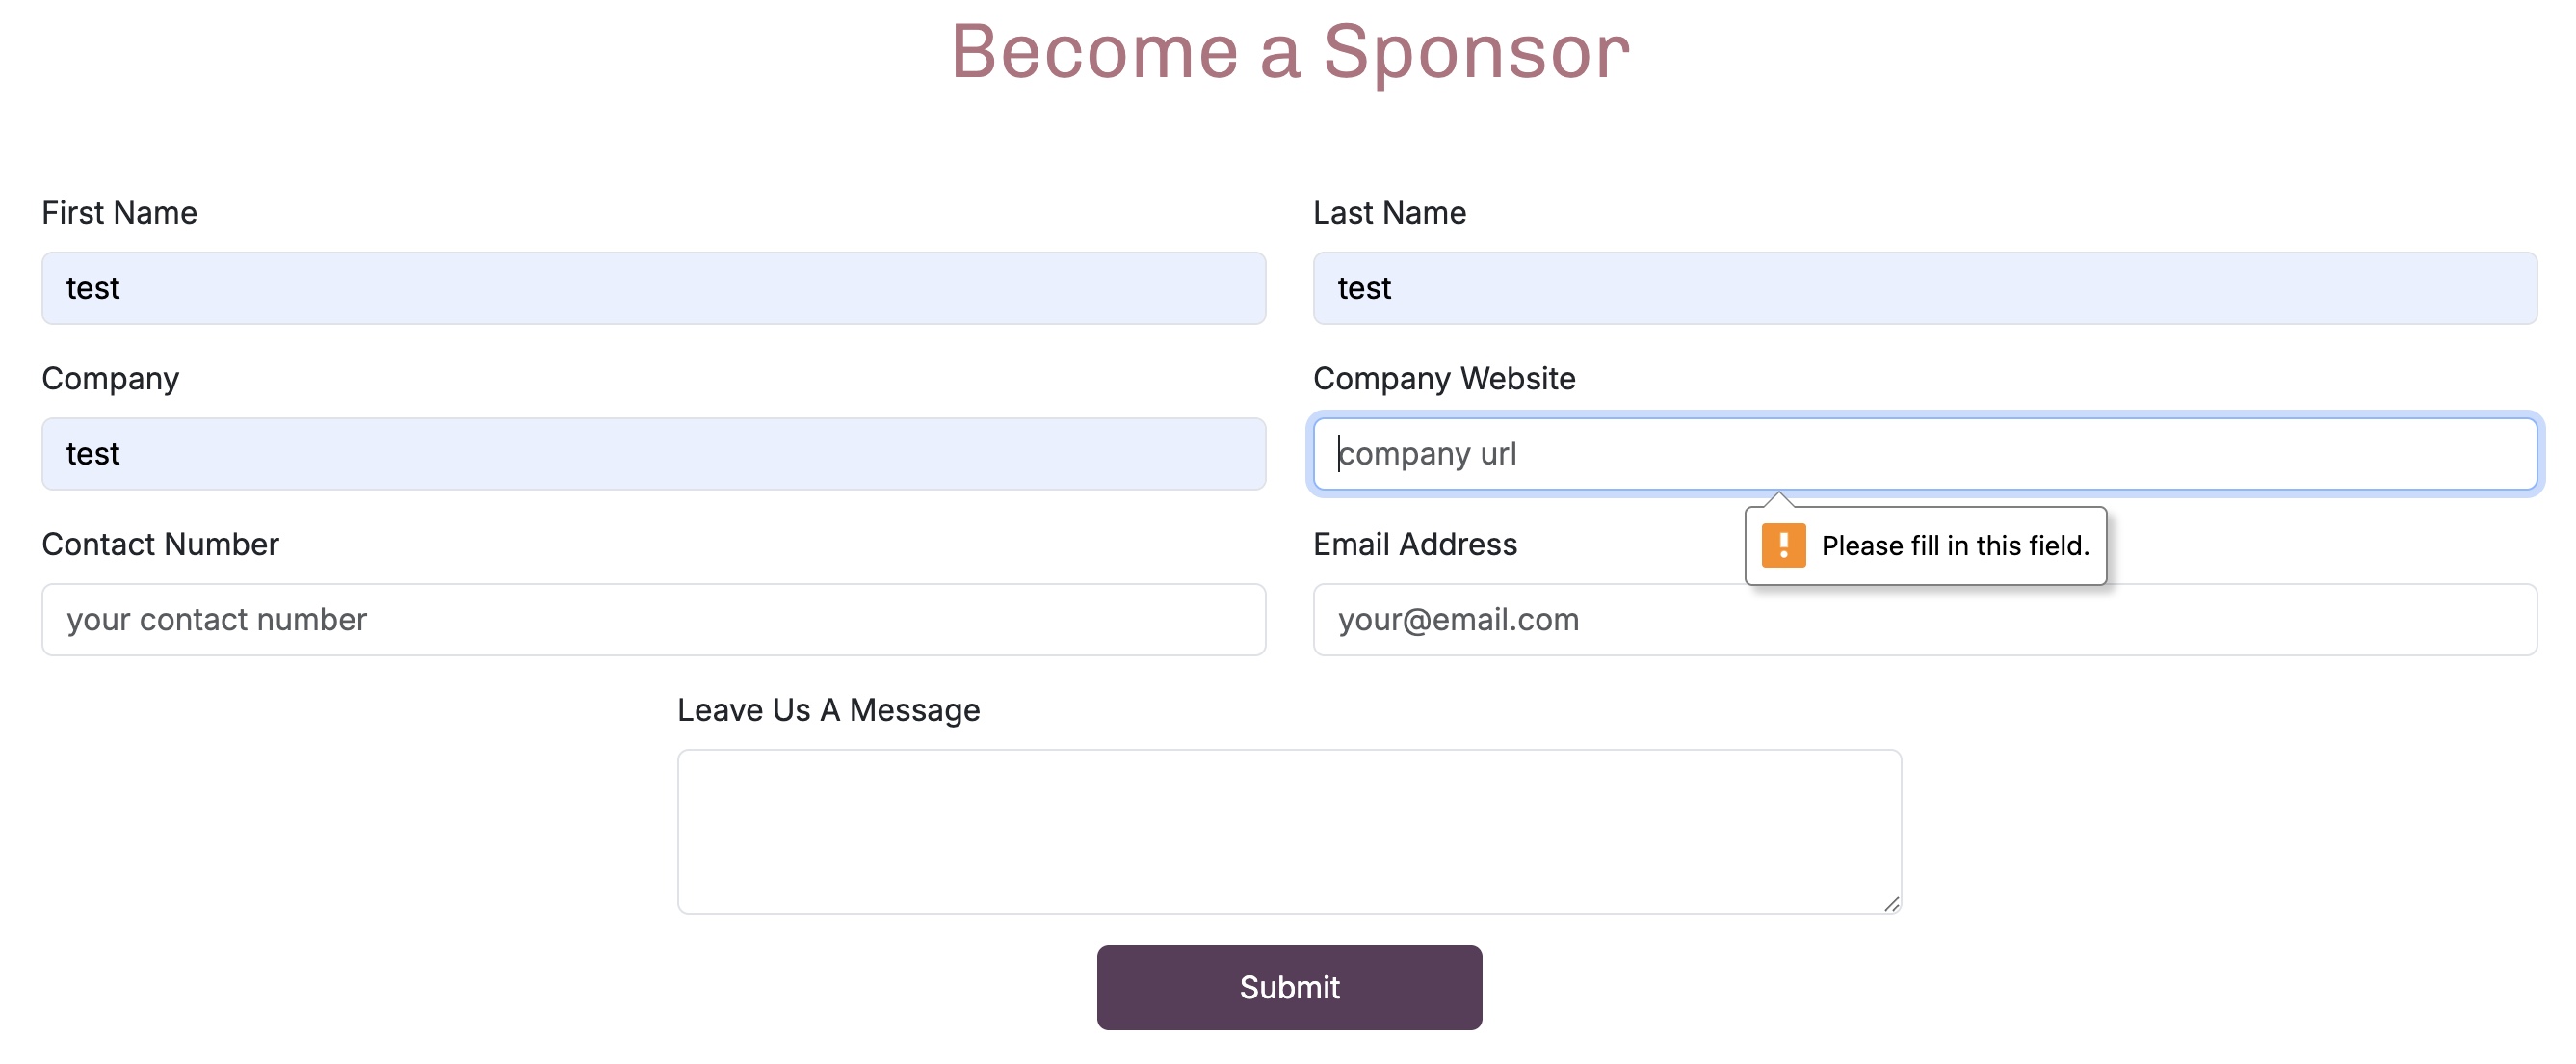 Become a Sponsor
First Name
Last Name
test
test
Company
Company Website
test
company url
Contact Number
Email Address
Please fill in this field.
your contact number
your@email.com
Leave Us A Message
Submit